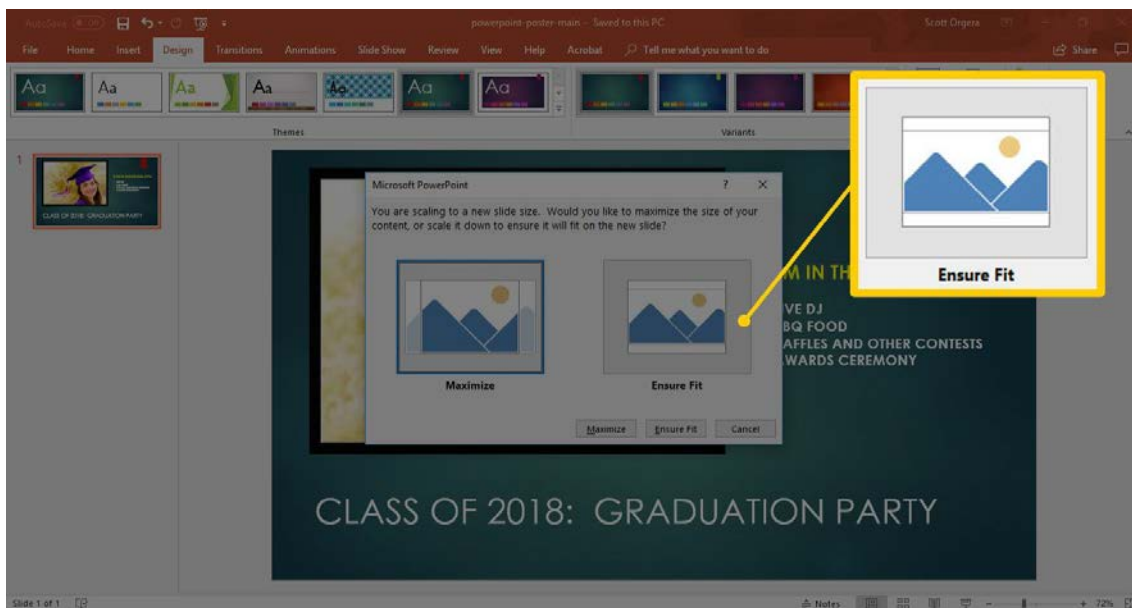 AutoSave
powerpoint-poster-main - Saved to this PC
Scott Orgera
File Home Insert Design Transitions Animations Slide Show Review View Help Acrobat Tell me what you want to do Share
Aa Aa Aa Aa Aa Aa Aa
Themes Variants
1
CLASS OF 2018: GRADUATION PARTY
Microsoft PowerPoint ? X
You are scaling to a new slide size. Would you like to maximize the size of your
content, or scale it down to ensure it will fit on the new slide?
Maximize Ensure Fit
Maximize Ensure Fit Cancel
Ensure Fit
M IN TH
VE DJ
BQ FOOD
AFFLES AND OTHER CONTESTS
WARDS CEREMONY
CLASS OF 2018: GRADUATION PARTY
Slide 1 of 1 Notes - + 72%